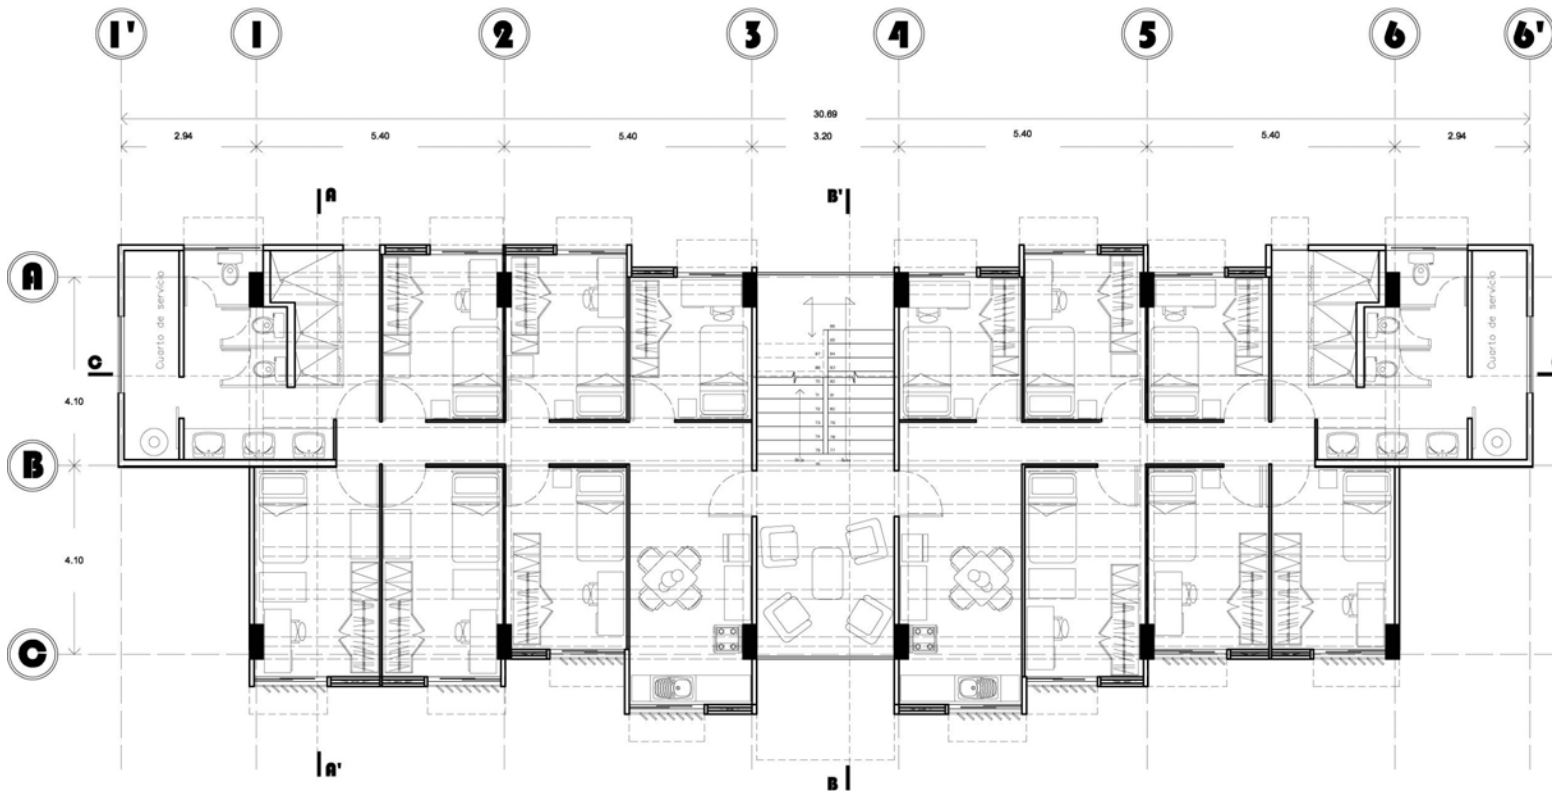 1' 1 2 3 4 5 6 6'
30.69
2.94 5.40 5.40 3.20 5.40 5.40 2.94
A B'
A
Cuarto de servicio
Cuarto de servicio
C
4.10
B
4.10
C
A' B